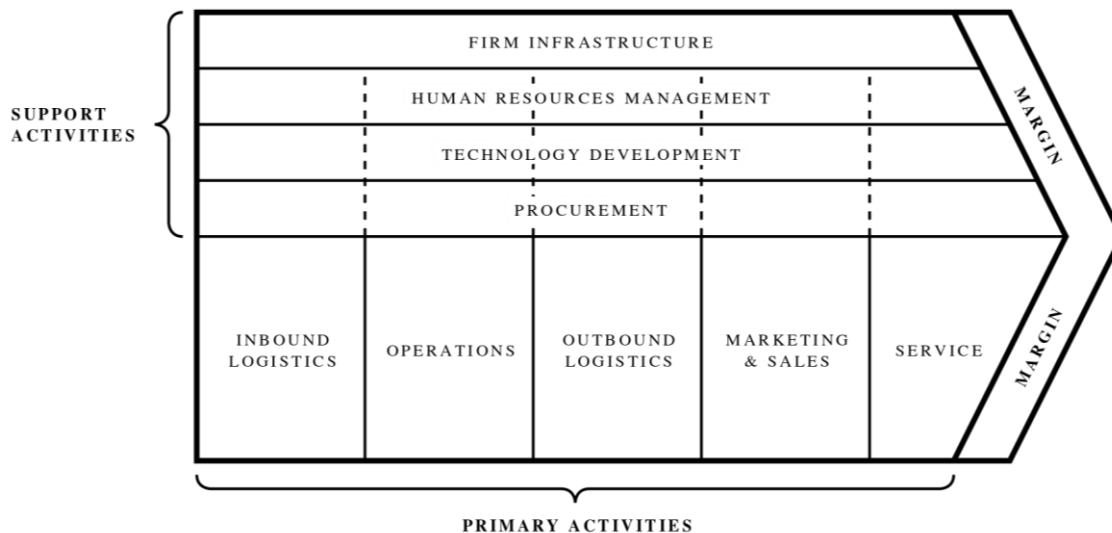 FIRM INFRASTRUCTURE
HUMAN RESOURCES MANAGEMENT
TECHNOLOGY DEVELOPMENT
PROCUREMENT
SUPPORT
ACTIVITIES
MARGIN
INBOUND
LOGISTICS
OPERATIONS
OUTBOUND
LOGISTICS
MARKETING
& SALES
SERVICE
MARGIN
PRIMARY ACTIVITIES